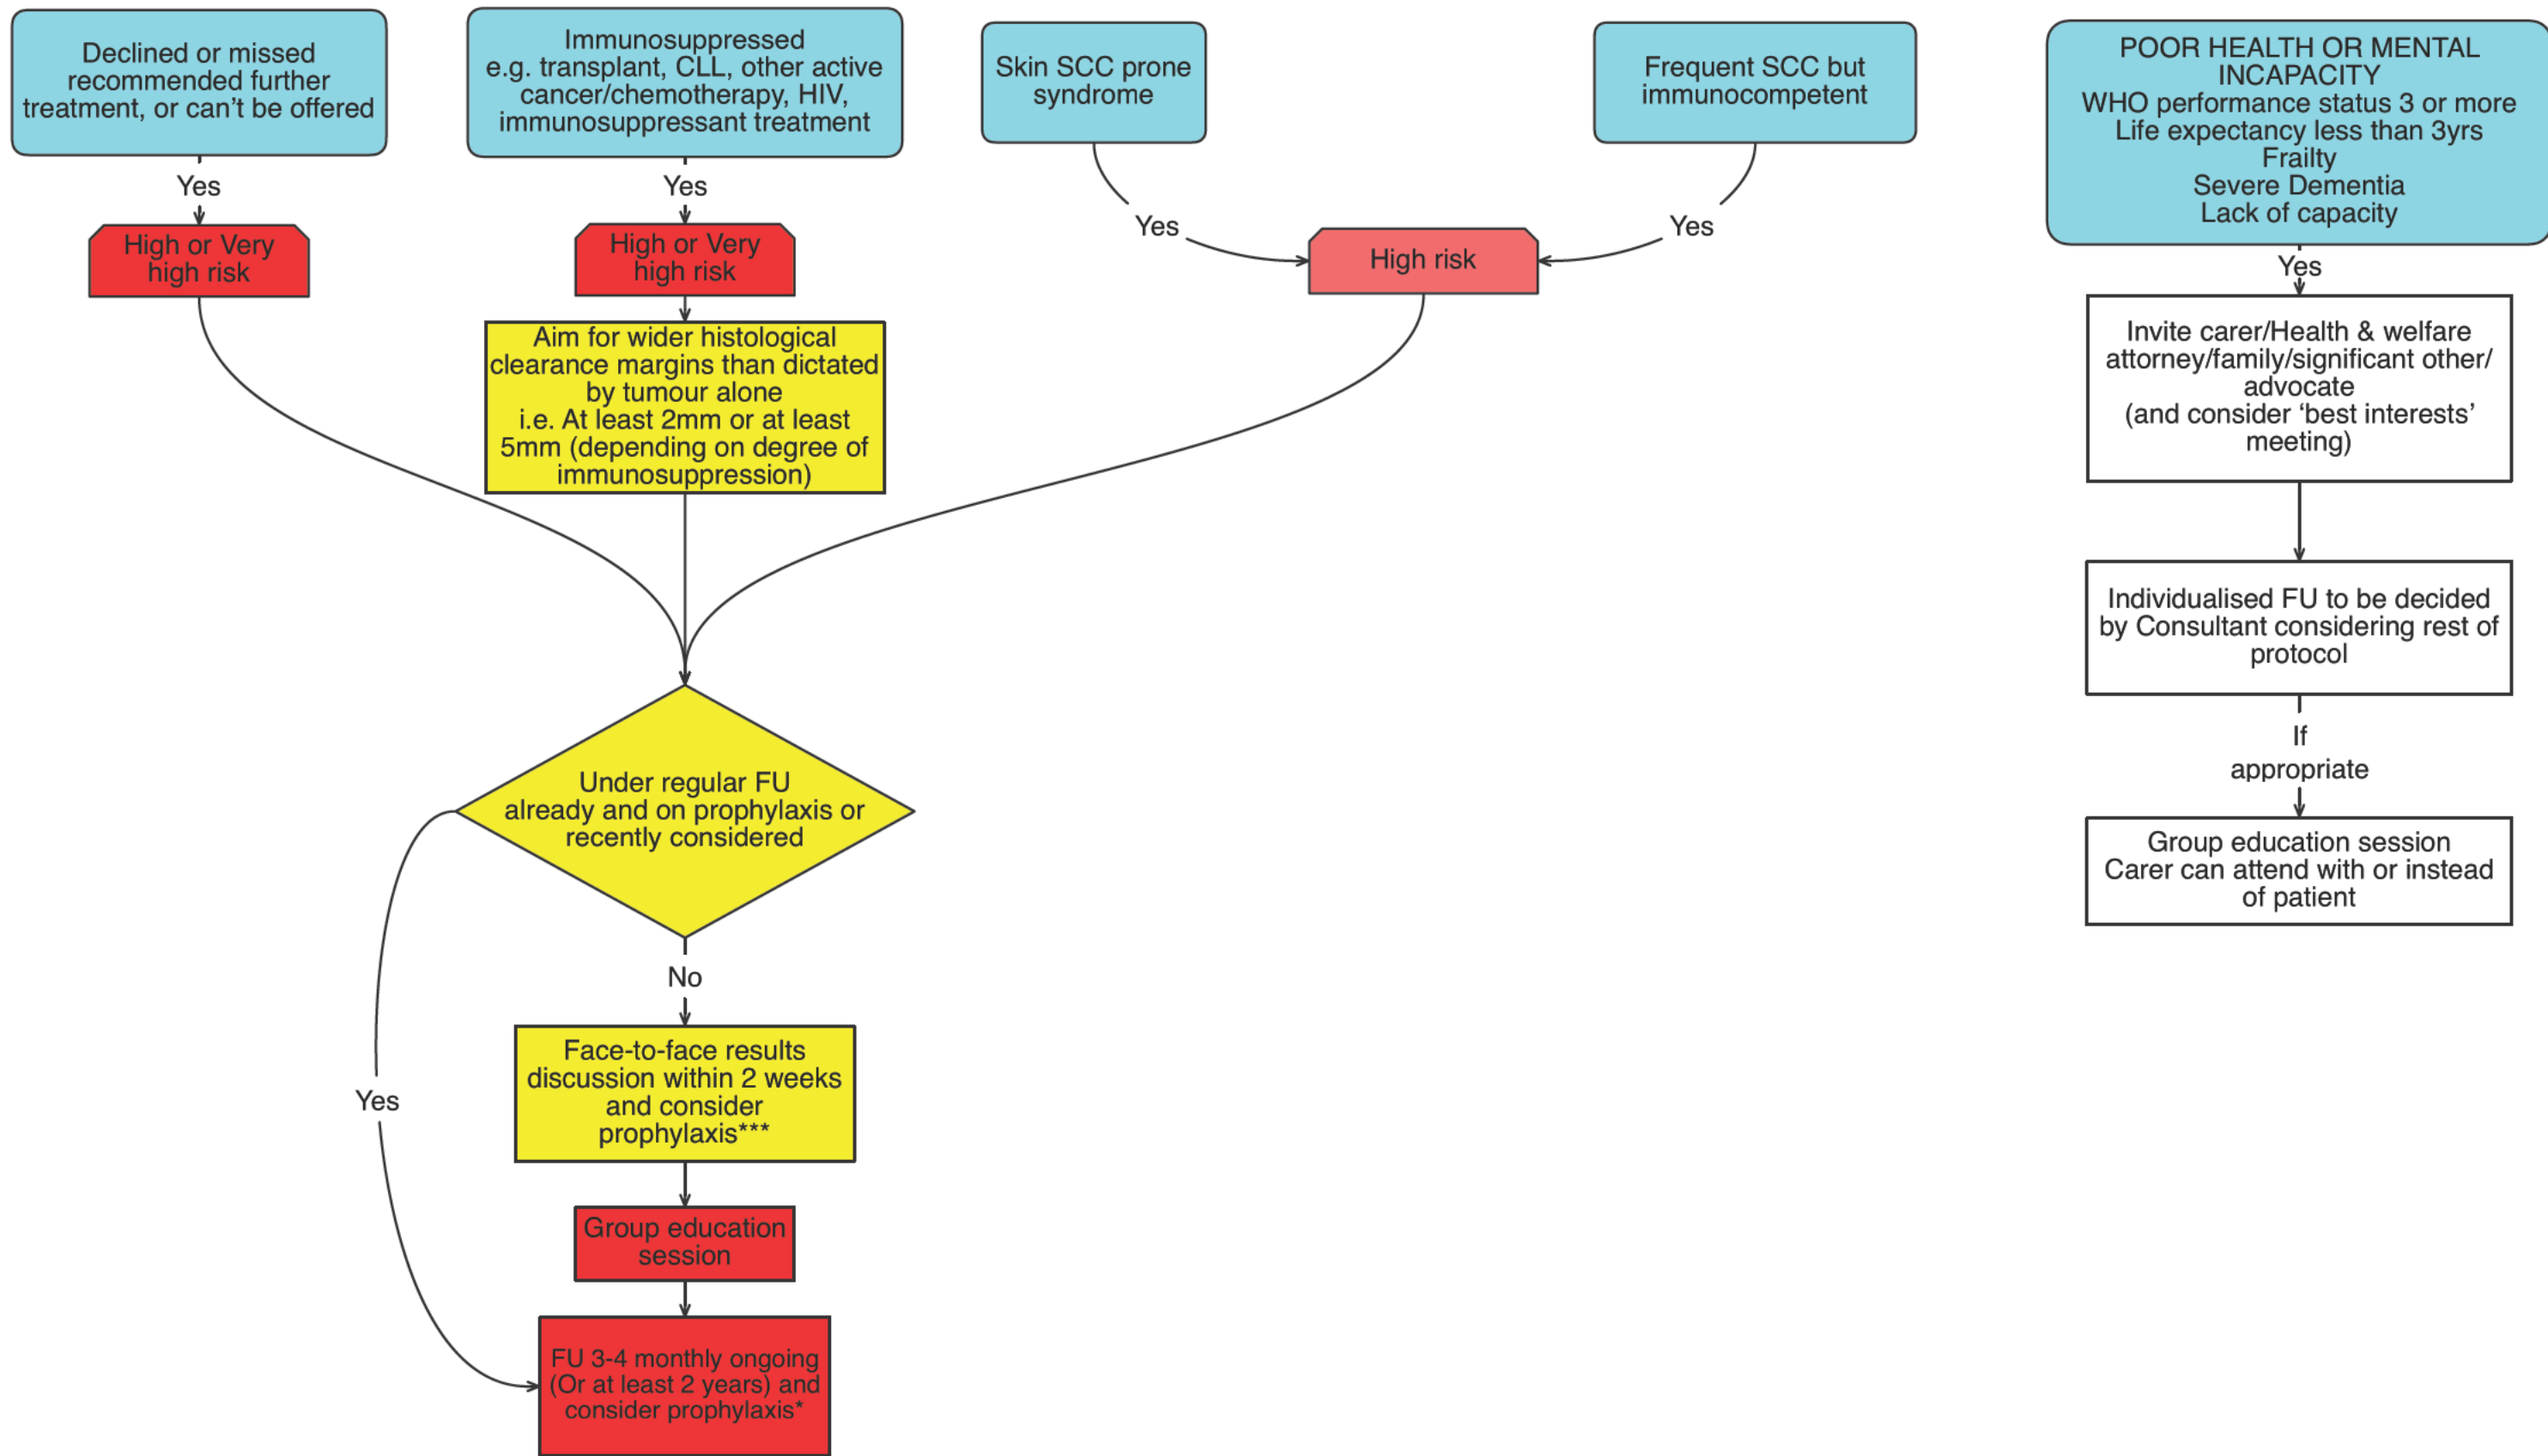 Declined or missed
recommended further
treatment, or can't be offered
Yes
High or Very
high risk
Immunosuppressed
e.g. transplant, CLL, other active
cancer/chemotherapy, HIV,
immunosuppressant treatment
Yes
High or Very
high risk
Aim for wider histological
clearance margins than dictated
by tumour alone
i.e. At least 2mm or at least
5mm (depending on degree of
immunosuppression)
Skin SCC prone
syndrome
Yes
Frequent SCC but
immunocompetent
Yes
High risk
Under regular FU
already and on prophylaxis or
recently considered
No
Yes
Face-to-face results
discussion within 2 weeks
and consider
prophylaxis***
Group education
session
FU 3-4 monthly ongoing
(Or at least 2 years) and
consider prophylaxis*
POOR HEALTH OR MENTAL
INCAPACITY
WHO performance status 3 or more
Life expectancy less than 3yrs
Frailty
Severe Dementia
Lack of capacity
Yes
Invite carer/Health & welfare
attorney/family/significant other/
advocate
(and consider ‘best interests’
meeting)
Individualised FU to be decided
by Consultant considering rest of
protocol
If
appropriate
Group education session
Carer can attend with or instead
of patient